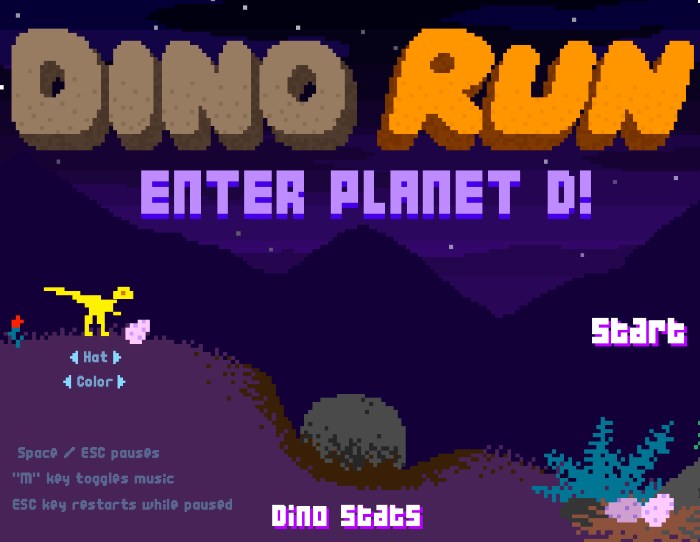 DINO RUN
ENTER PLANET D!
Start
Hat
Color
Space / ESC pauses
"M" key toggles music
ESC key restarts while paused
Dino Stats